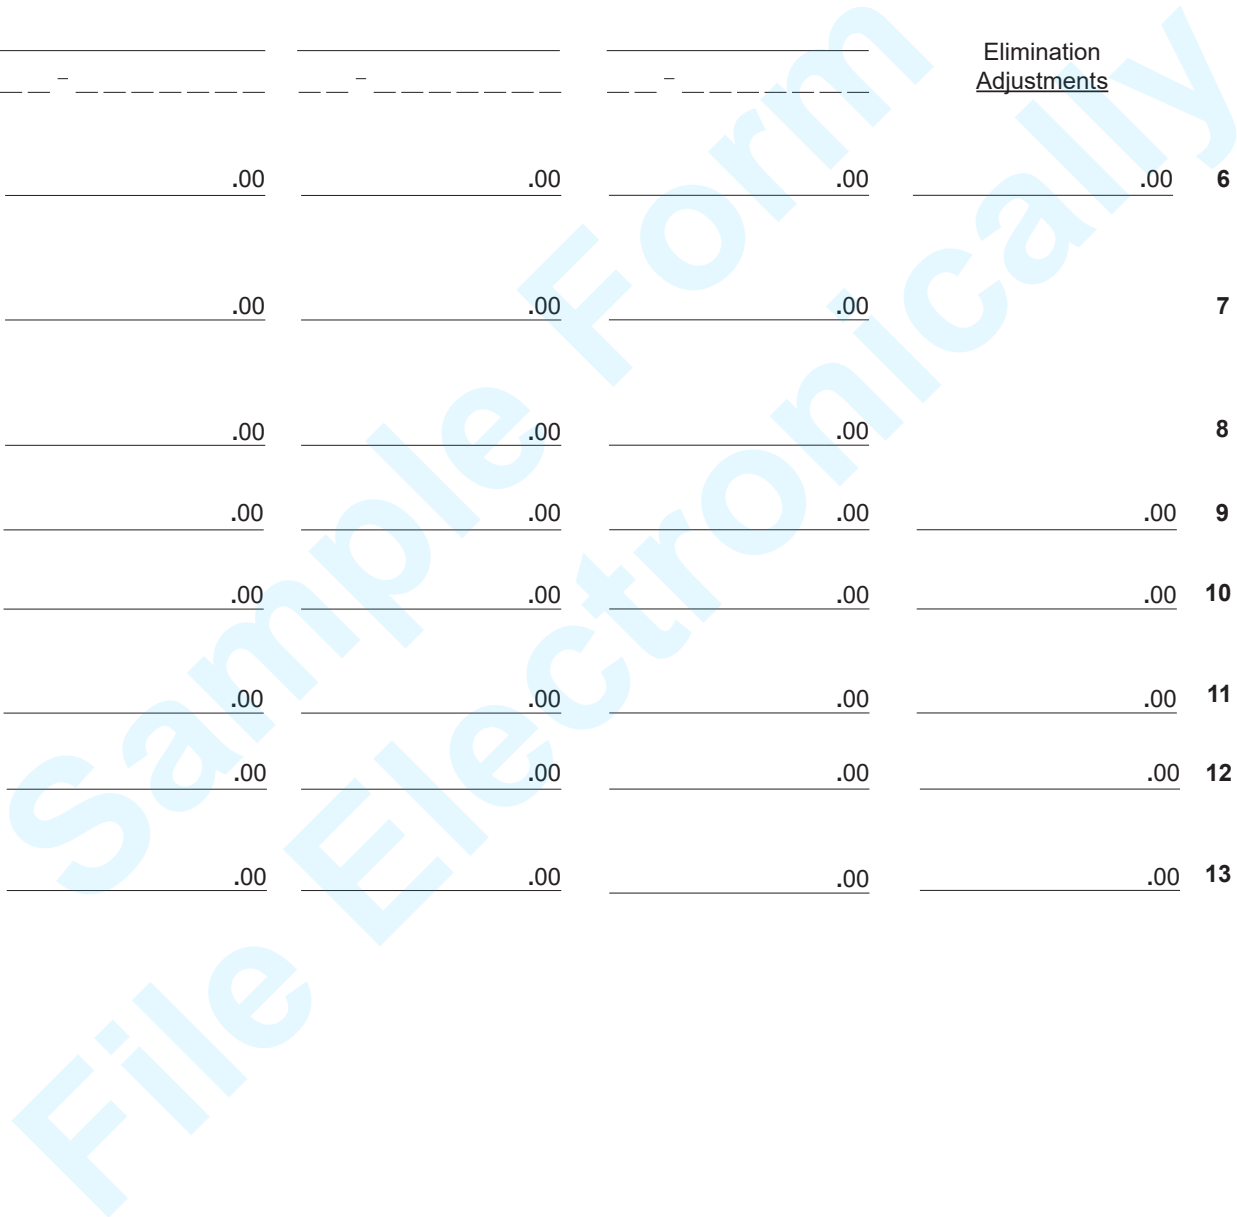 Elimination
_ _ – _ _ _ _ _ _ _ _ _ – _ _ _ _ _ _ _ _ _ – _ _ _ _ _ _ _ Adjustments
.00 .00 .00 .00 6
.00 .00 .00 7
.00 .00 .00 8
.00 .00 .00 .00 9
.00 .00 .00 .00 10
.00 .00 .00 .00 11
.00 .00 .00 .00 12
.00 .00 .00 .00 13
Sample Form
File Electronically